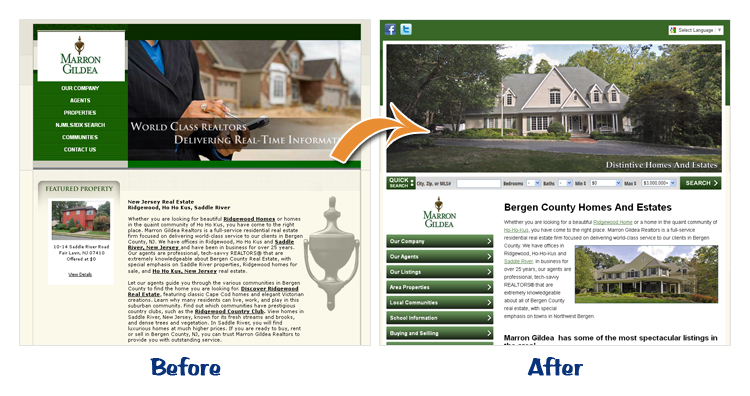 MARRON
GILDEA
OUR COMPANY
AGENTS
PROPERTIES
NJMLS/IDX SEARCH
COMMUNITIES
CONTACT US
WORLD CLASS REALTORS
DELIVERING REAL-TIME INFORMAT
FEATURED PROPERTY
10-14 Saddle River Road
Fair Lawn, NJ 07410
Offered at $0
View Details
New Jersey Real Estate
Ridgewood, Ho Ho Kus, Saddle River
Whether you are looking for beautiful Ridgewood Homes or homes
in the quant community of Ho Ho Kus, you have come to the right
place. Marron Gildea Realtors is a full-service residential real estate
firm focused on delivering world-class service to our clients in Bergen
County, NJ. We have offices in Ridgewood, Ho Ho Kus and Saddle
River, New Jersey and have been in business for over 25 years.
Our agents are professional, tech-savvy REALTORS® that are
extremely knowledgeable about Bergen County Real Estate, with
special emphasis on Saddle River properties, Ridgewood homes for
sale, and Ho Ho Kus, New Jersey real estate.
Let our agents guide you through the various communities in Bergen
County to find the home you are looking for. Discover Ridgewood
Real Estate, featuring classic Cape Cod homes and elegant Victorian
creations. Learn why many residents can live, work, and play in this
suburban community. Find out which communities have prestigious
country clubs, such as the Ridgewood Country Club. View homes in
Saddle River, New Jersey, known for its fresh streams and brooks,
and dense trees and vegetation. In Saddle River, you will find
luxurious homes at much higher prices. If you are ready to buy, rent
or sell in Bergen County, NJ, you can trust Marron Gildea Realtors to
provide you with outstanding service.
Before
Select Language
Distintive Homes And Estates
QUICK
SEARCH
City, Zip, or MLS# Bedrooms - Baths - Min $ $0 Max $ $3,000,000+ SEARCH
MARRON
GILDEA
Our Company
Our Agents
Our Listings
Area Properties
Local Communities
School Information
Buying and Selling
Bergen County Homes And Estates
Whether you are looking for a beautiful Ridgewood Home or a home in the quant community of
Ho-Ho-Kus, you have come to the right place. Marron Gildea Realtors is a full-service
residential real estate firm focused on delivering world-class service to our clients in Bergen
County. We have offices in
Ridgewood, Ho-Ho-Kus and
Saddle River, in business for
over 25 years, our agents are
professional, tech-savvy
REALTORS® that are
extremely knowledgeable
about all of Bergen County
real estate, with special
emphasis on towns in Northwest Bergen.
Marron Gildea has some of the most spectacular listings in
After